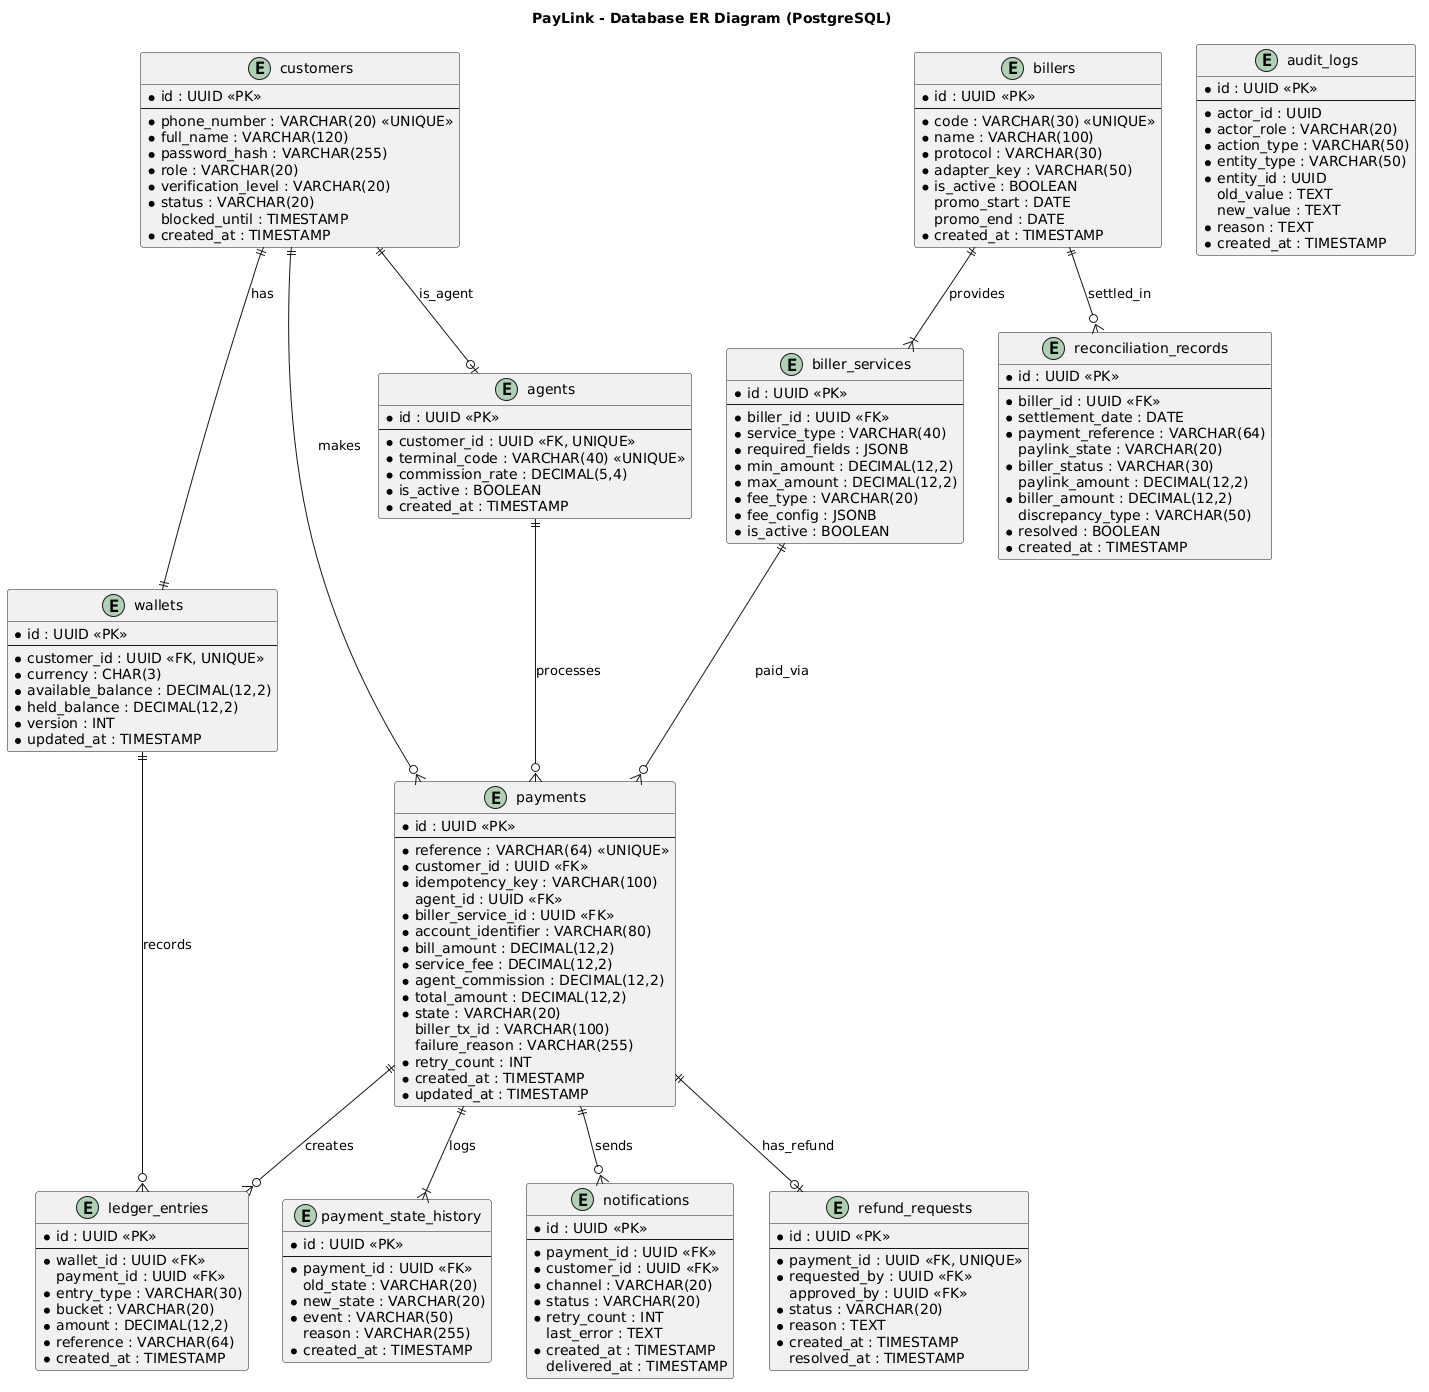 PayLink - Database ER Diagram (PostgreSQL)
E customers
id : UUID «PK»
phone_number : VARCHAR(20) «UNIQUE»
full_name : VARCHAR(120)
password_hash : VARCHAR(255)
role : VARCHAR(20)
verification_level : VARCHAR(20)
status : VARCHAR(20)
blocked_until : TIMESTAMP
created_at : TIMESTAMP
E billers
id : UUID «PK»
code : VARCHAR(30) «UNIQUE»
name : VARCHAR(100)
protocol : VARCHAR(30)
adapter_key : VARCHAR(50)
is_active : BOOLEAN
promo_start : DATE
promo_end : DATE
created_at : TIMESTAMP
E audit_logs
id : UUID «PK»
actor_id : UUID
actor_role : VARCHAR(20)
action_type : VARCHAR(50)
entity_type : VARCHAR(50)
entity_id : UUID
old_value : TEXT
new_value : TEXT
reason : TEXT
created_at : TIMESTAMP
has
is_agent
provides
settled_in
makes
E agents
id : UUID «PK»
customer_id : UUID «FK, UNIQUE»
terminal_code : VARCHAR(40) «UNIQUE»
commission_rate : DECIMAL(5,4)
is_active : BOOLEAN
created_at : TIMESTAMP
E biller_services
id : UUID «PK»
biller_id : UUID «FK»
service_type : VARCHAR(40)
required_fields : JSONB
min_amount : DECIMAL(12,2)
max_amount : DECIMAL(12,2)
fee_type : VARCHAR(20)
fee_config : JSONB
is_active : BOOLEAN
E reconciliation_records
id : UUID «PK»
biller_id : UUID «FK»
settlement_date : DATE
payment_reference : VARCHAR(64)
paylink_state : VARCHAR(20)
biller_status : VARCHAR(30)
paylink_amount : DECIMAL(12,2)
biller_amount : DECIMAL(12,2)
discrepancy_type : VARCHAR(50)
resolved : BOOLEAN
created_at : TIMESTAMP
E wallets
id : UUID «PK»
customer_id : UUID «FK, UNIQUE»
currency : CHAR(3)
available_balance : DECIMAL(12,2)
held_balance : DECIMAL(12,2)
version : INT
updated_at : TIMESTAMP
processes
paid_via
E payments
id : UUID «PK»
reference : VARCHAR(64) «UNIQUE»
customer_id : UUID «FK»
idempotency_key : VARCHAR(100)
agent_id : UUID «FK»
biller_service_id : UUID «FK»
account_identifier : VARCHAR(80)
bill_amount : DECIMAL(12,2)
service_fee : DECIMAL(12,2)
agent_commission : DECIMAL(12,2)
total_amount : DECIMAL(12,2)
state : VARCHAR(20)
biller_tx_id : VARCHAR(100)
failure_reason : VARCHAR(255)
retry_count : INT
created_at : TIMESTAMP
updated_at : TIMESTAMP
records
creates
logs
sends
has_refund
E ledger_entries
id : UUID «PK»
wallet_id : UUID «FK»
payment_id : UUID «FK»
entry_type : VARCHAR(30)
bucket : VARCHAR(20)
amount : DECIMAL(12,2)
reference : VARCHAR(64)
created_at : TIMESTAMP
E payment_state_history
id : UUID «PK»
payment_id : UUID «FK»
old_state : VARCHAR(20)
new_state : VARCHAR(20)
event : VARCHAR(50)
reason : VARCHAR(255)
created_at : TIMESTAMP
E notifications
id : UUID «PK»
payment_id : UUID «FK»
customer_id : UUID «FK»
channel : VARCHAR(20)
status : VARCHAR(20)
retry_count : INT
last_error : TEXT
created_at : TIMESTAMP
delivered_at : TIMESTAMP
E refund_requests
id : UUID «PK»
payment_id : UUID «FK, UNIQUE»
requested_by : UUID «FK»
approved_by : UUID «FK»
status : VARCHAR(20)
reason : TEXT
created_at : TIMESTAMP
resolved_at : TIMESTAMP